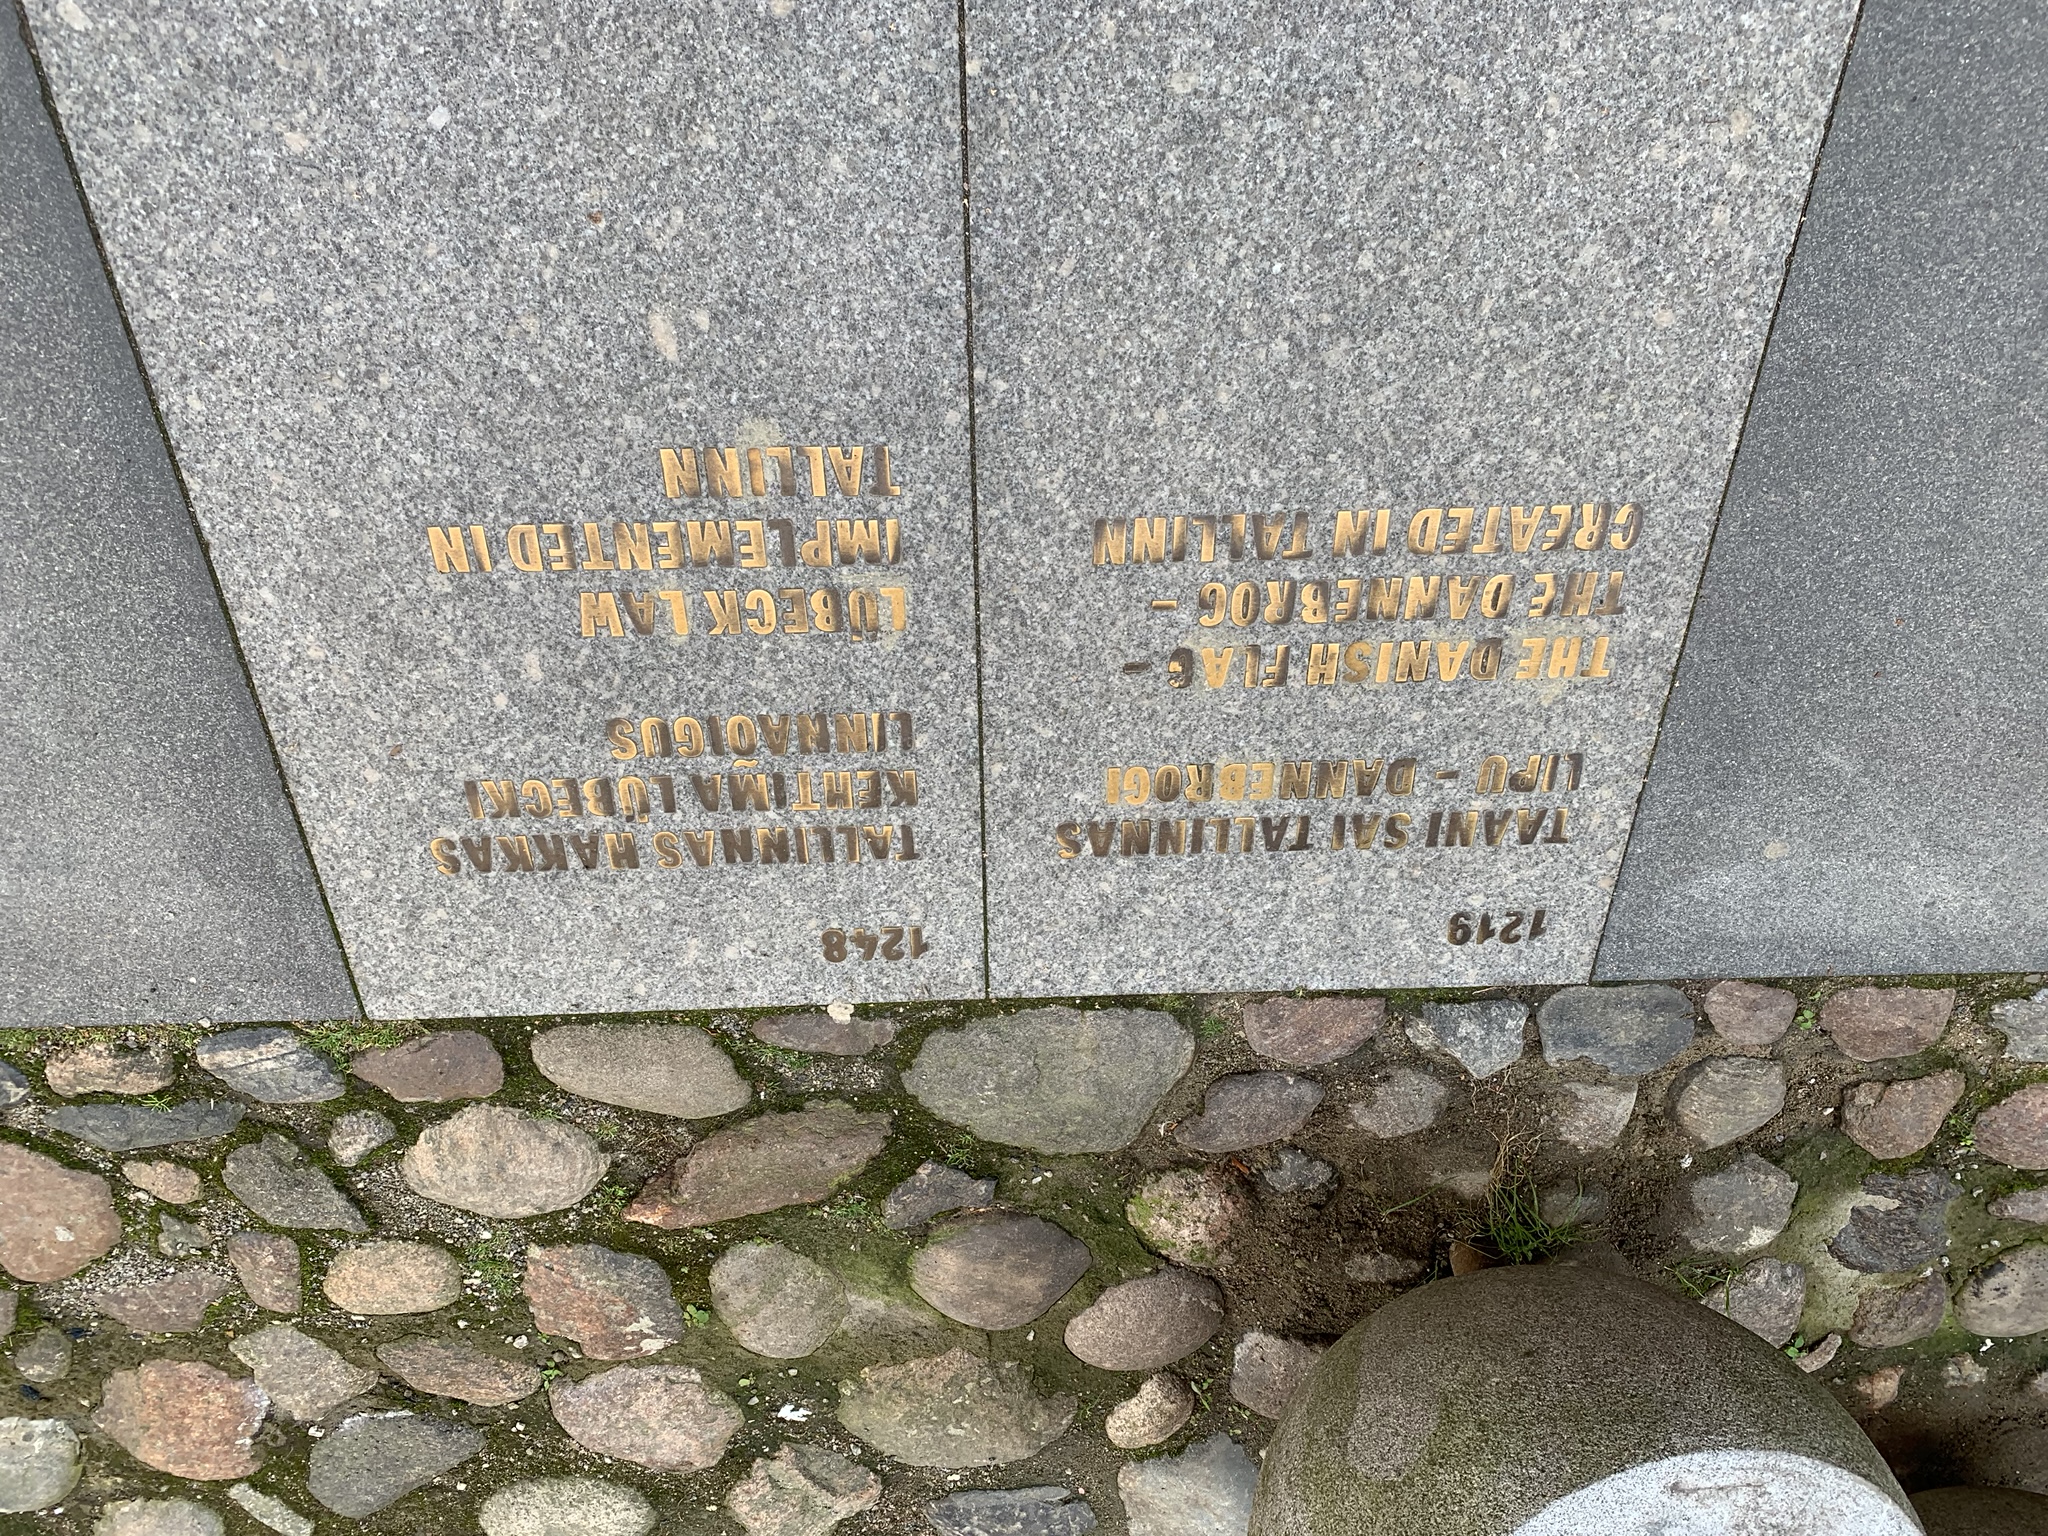 1219
TAANI SAI TALLINNAS
LIPU – DANNEBROGI
THE DANISH FLAG –
THE DANNEBROG –
CREATED IN TALLINN
1248
TALLINNAS HAKKAS
KEHTIMA LÜBECKI
LINNAÕIGUS
LÜBECK LAW
IMPLEMENTED IN
TALLINN